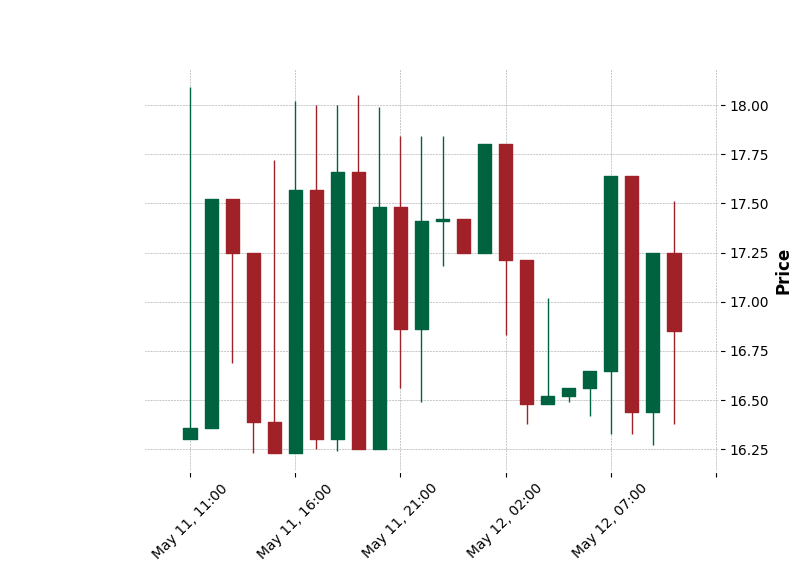 18.00
17.75
17.50
17.25
17.00
16.75
16.50
16.25
Price
May 11, 11:00
May 11, 16:00
May 11, 21:00
May 12, 02:00
May 12, 07:00